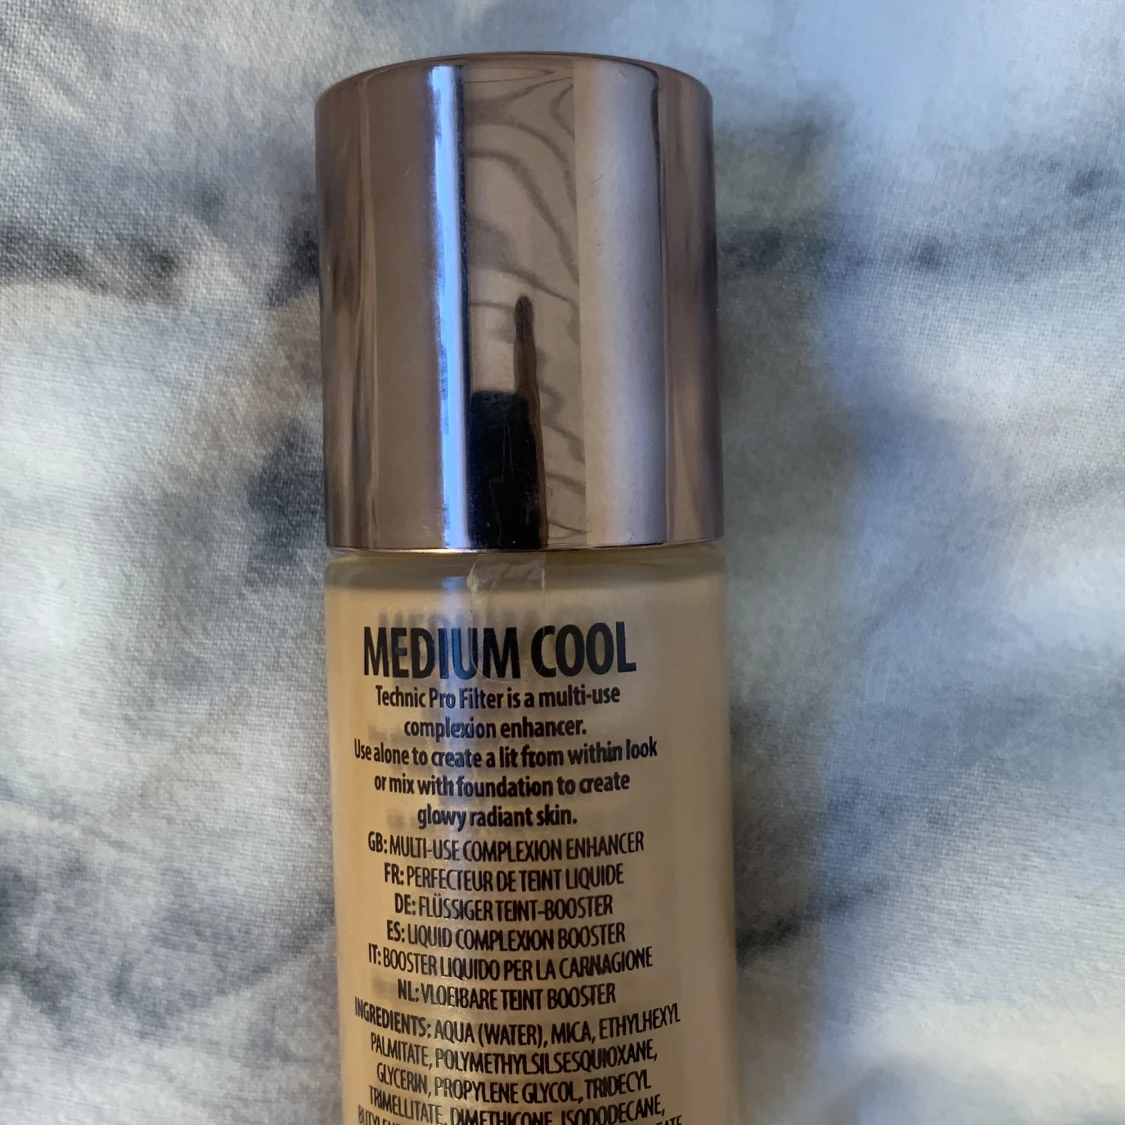 MEDIUM COOL
Technic Pro Filter is a multi-use
complexion enhancer.
Use alone to create a lit from within look
or mix with foundation to create
glowy radiant skin.
GB: MULTI-USE COMPLEXION ENHANCER
FR: PERFECTEUR DE TEINT LIQUIDE
DE: FLÜSSIGER TEINT-BOOSTER
ES: LIQUID COMPLEXION BOOSTER
IT: BOOSTER LIQUIDO PER LA CARNAGIONE
NL: VLOEIBARE TEINT BOOSTER
INGREDIENTS: AQUA (WATER), MICA, ETHYLHEXYL
PALMITATE, POLYMETHYLSILSESQUIOXANE,
GLYCERIN, PROPYLENE GLYCOL, TRIDECYL
TRIMELLITATE, DIMETHICONE, ISODODECANE,